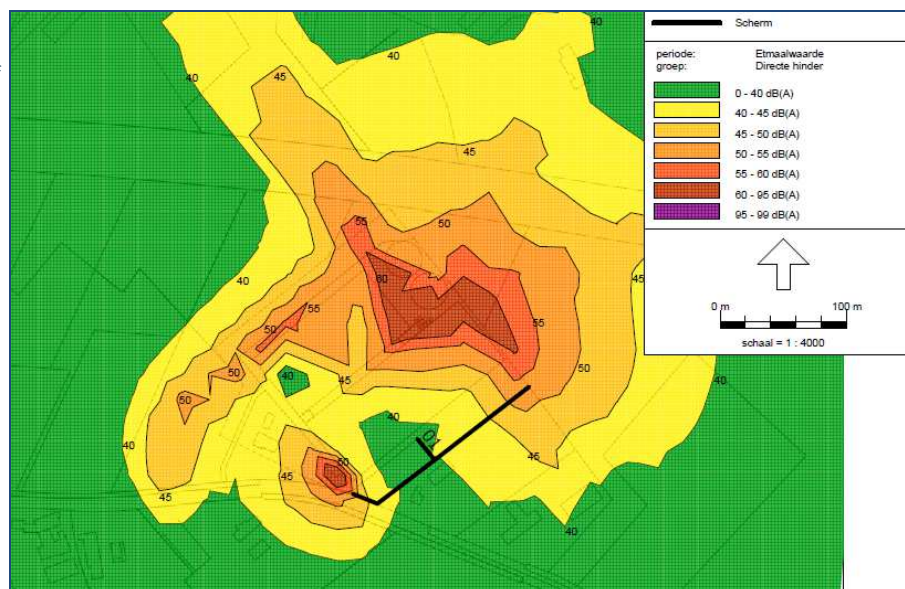 Scherm
periode: Etmaalwaarde
groep: Directe hinder
0 - 40 dB(A)
40 - 45 dB(A)
45 - 50 dB(A)
50 - 55 dB(A)
55 - 60 dB(A)
60 - 95 dB(A)
95 - 99 dB(A)
0 m 100 m
schaal = 1 : 4000
40
40
40
45
45
55
50
40
60
45
55
50
55
50
50
45
40
40
50
40
40
45
50
45
45
40